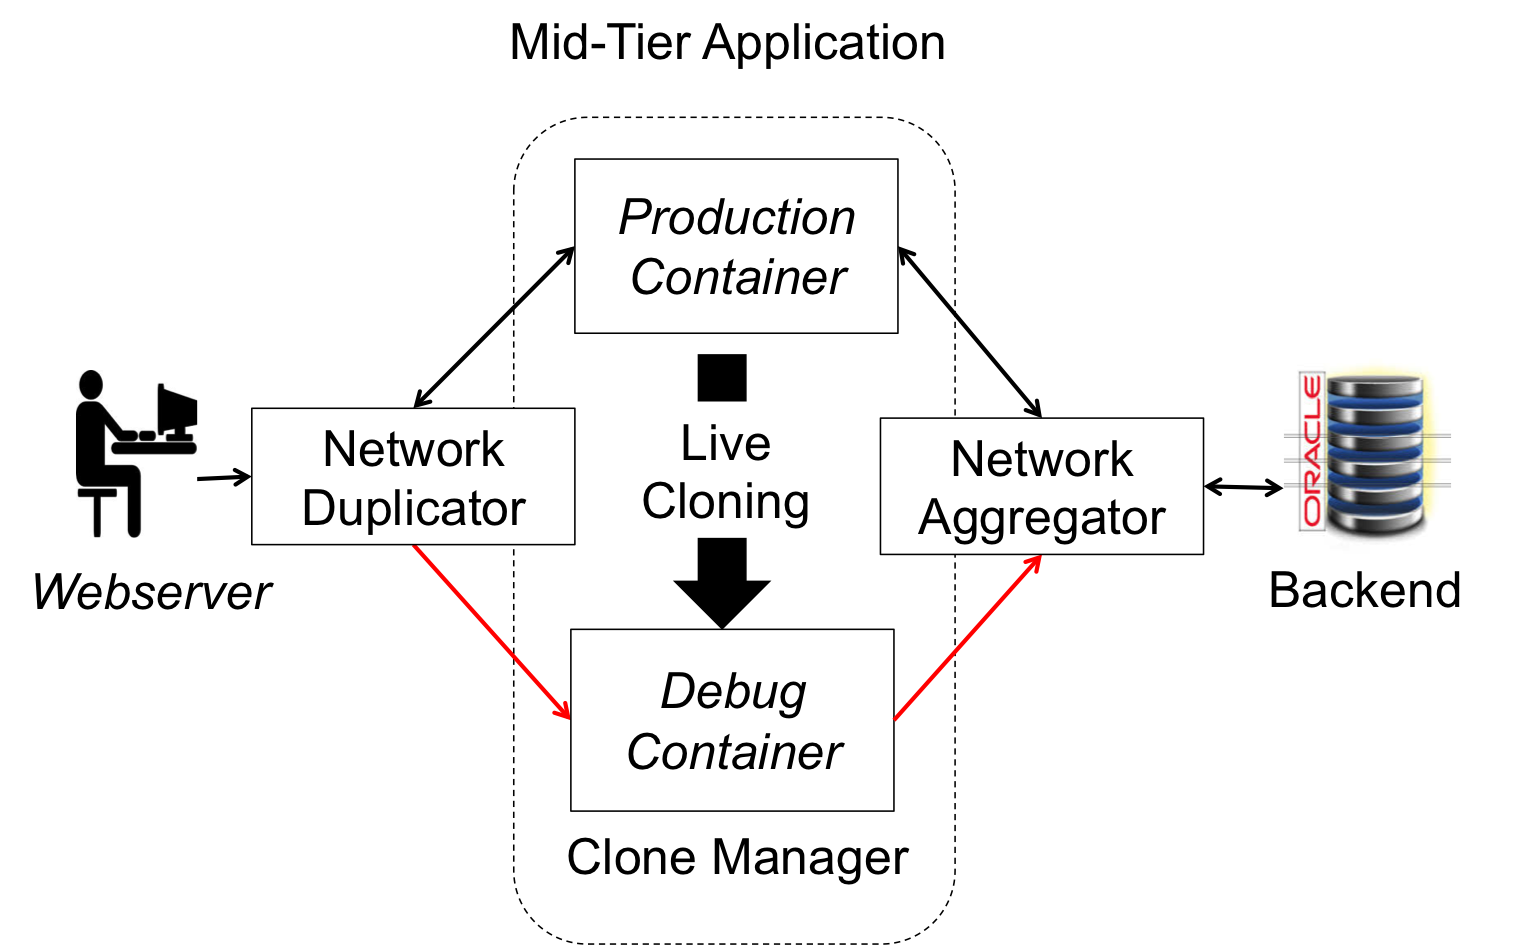 Mid-Tier Application
Production
Container
Network
Duplicator
Live
Cloning
Network
Aggregator
ORACLE
Webserver
Backend
Debug
Container
Clone Manager